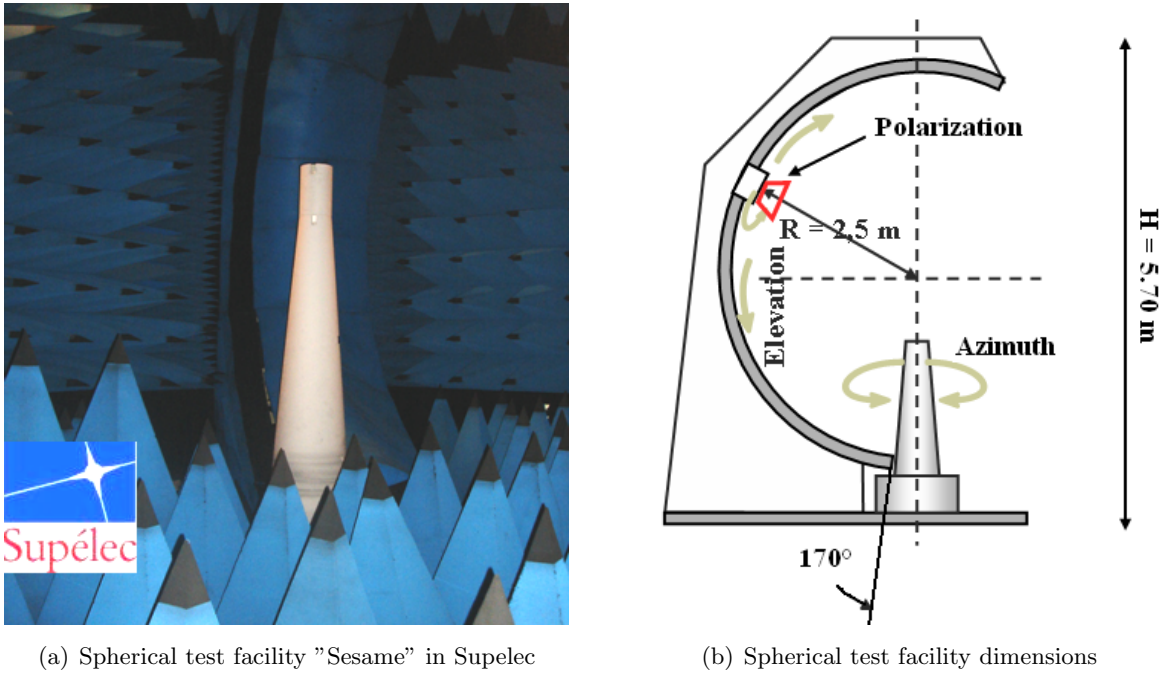 Supélec
Polarization
R = 2,5 m
Elevation
Azimuth
H = 5.70 m
170°
(a) Spherical test facility ”Sesame” in Supelec
(b) Spherical test facility dimensions